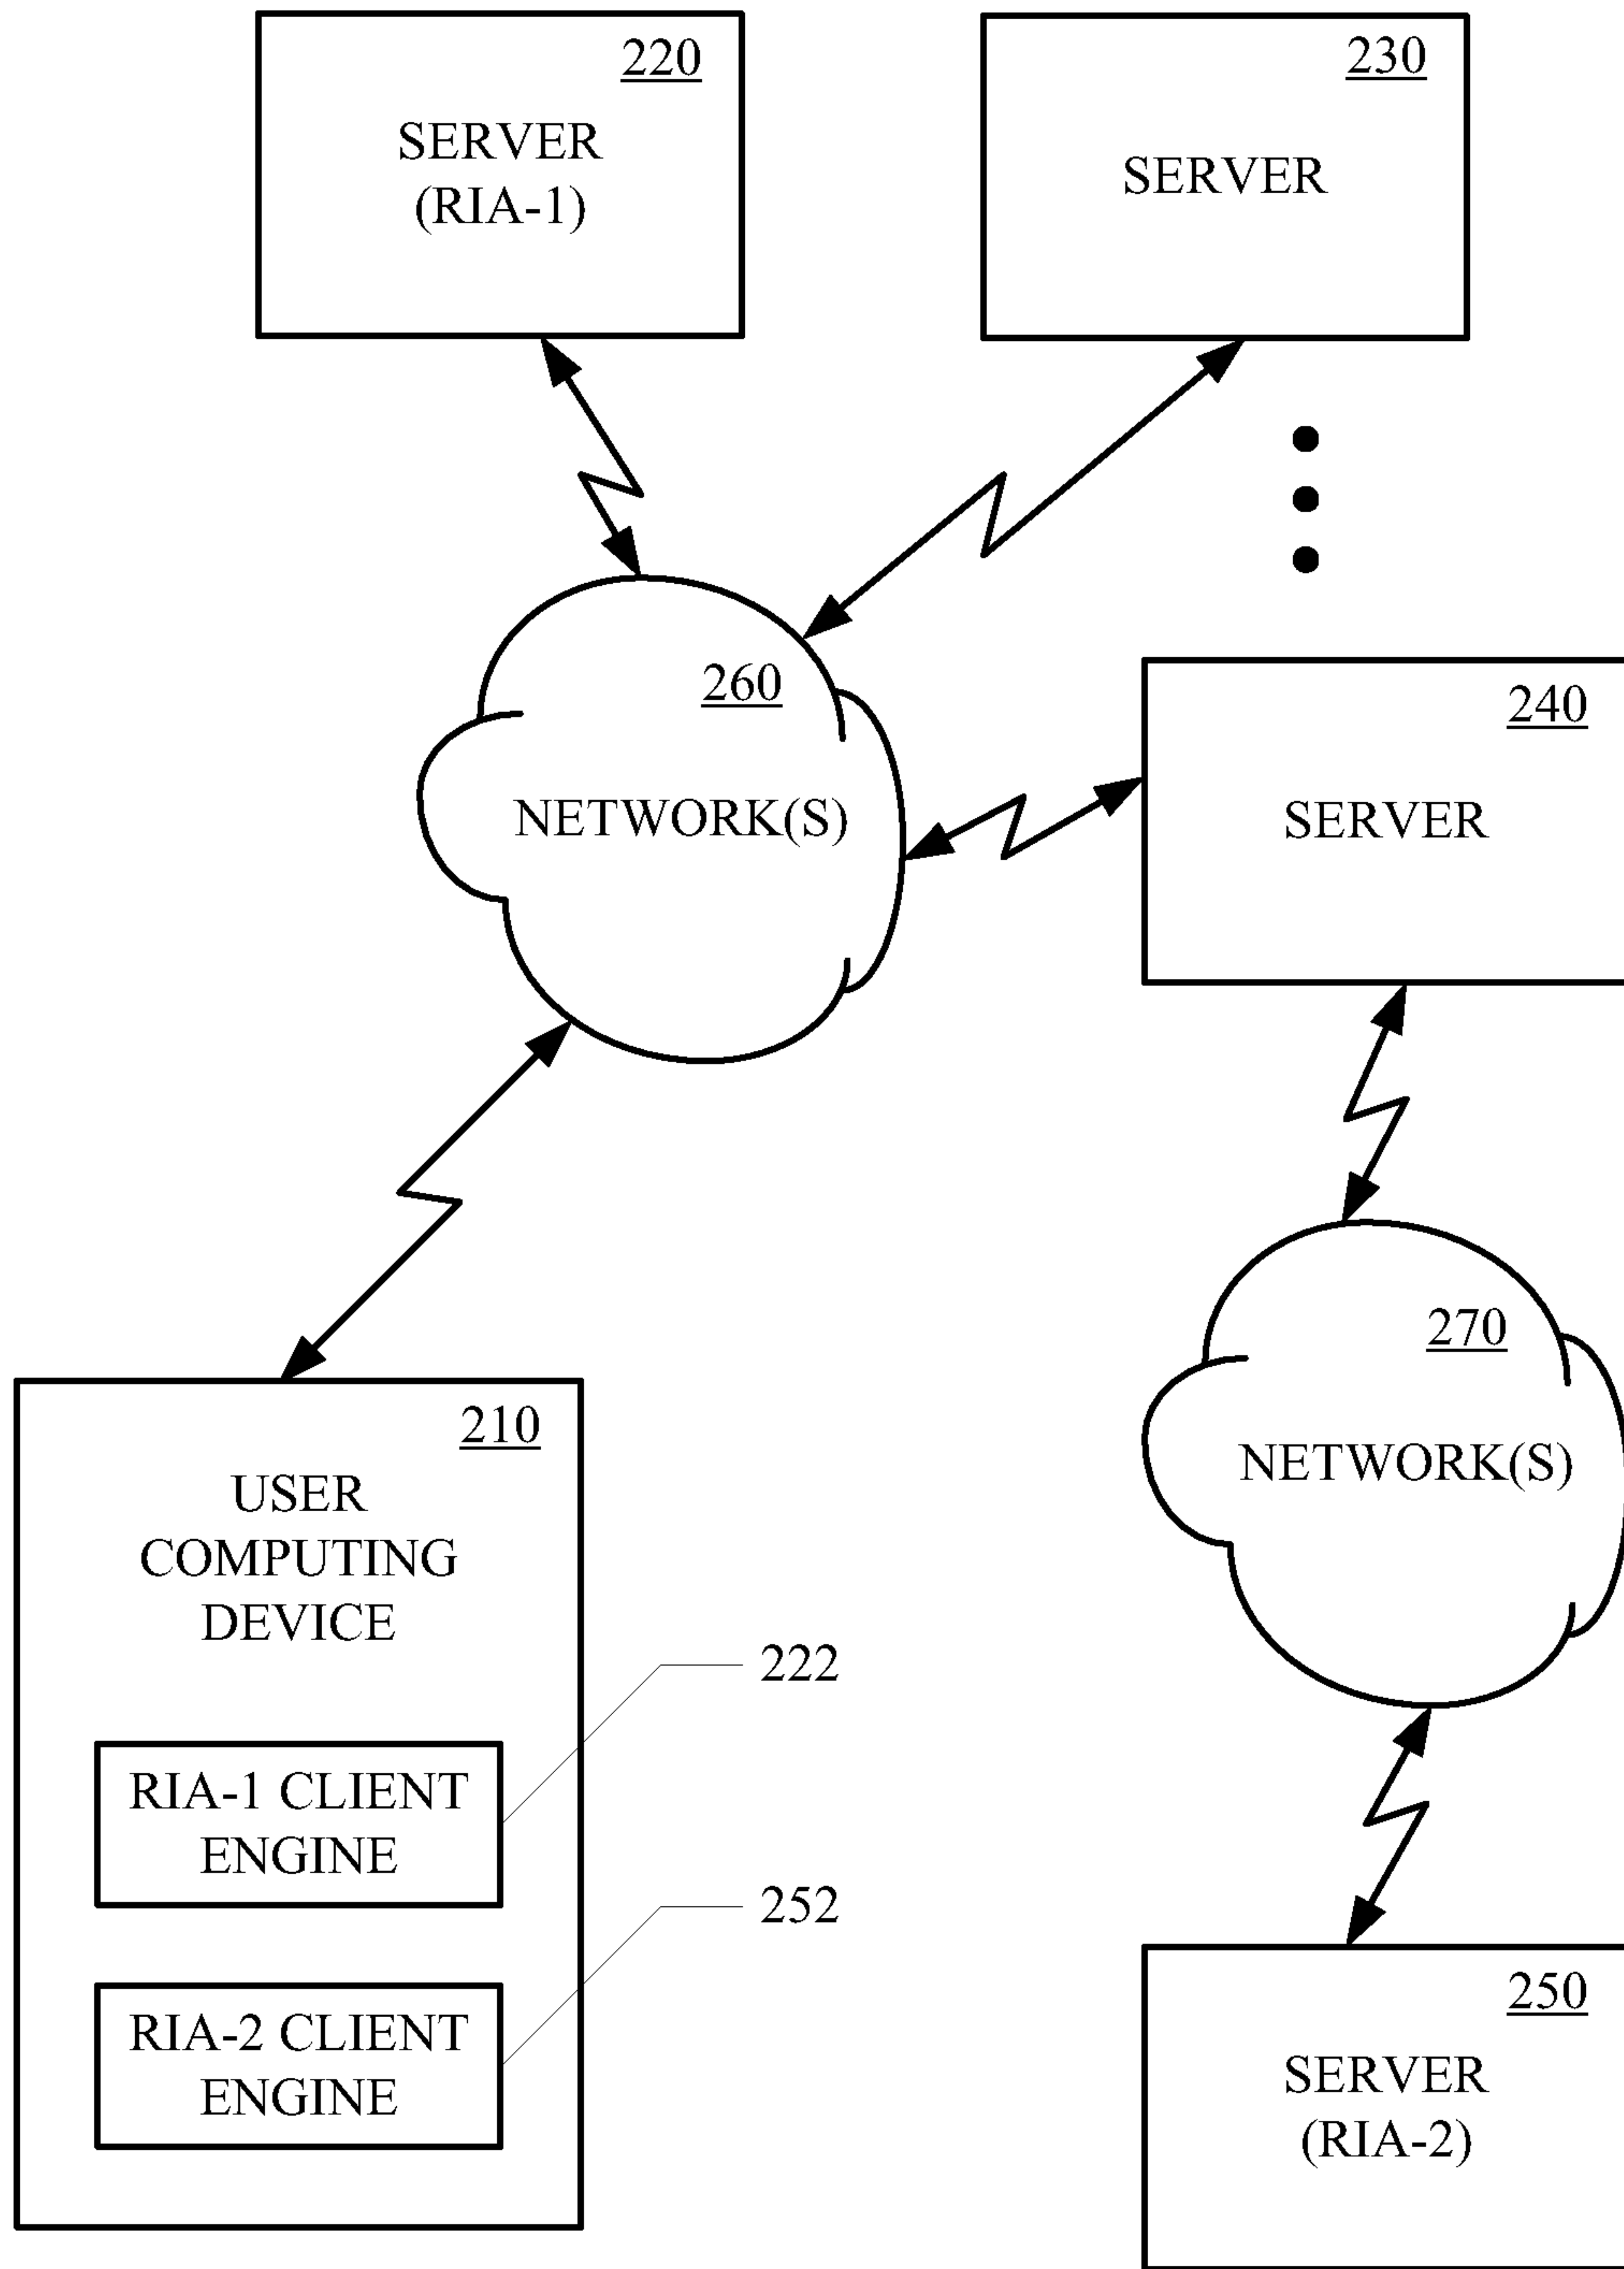 220
SERVER
(RIA-1)
230
SERVER
260
NETWORK(S)
240
SERVER
270
NETWORK(S)
210
USER
COMPUTING
DEVICE
222
RIA-1 CLIENT
ENGINE
252
RIA-2 CLIENT
ENGINE
250
SERVER
(RIA-2)